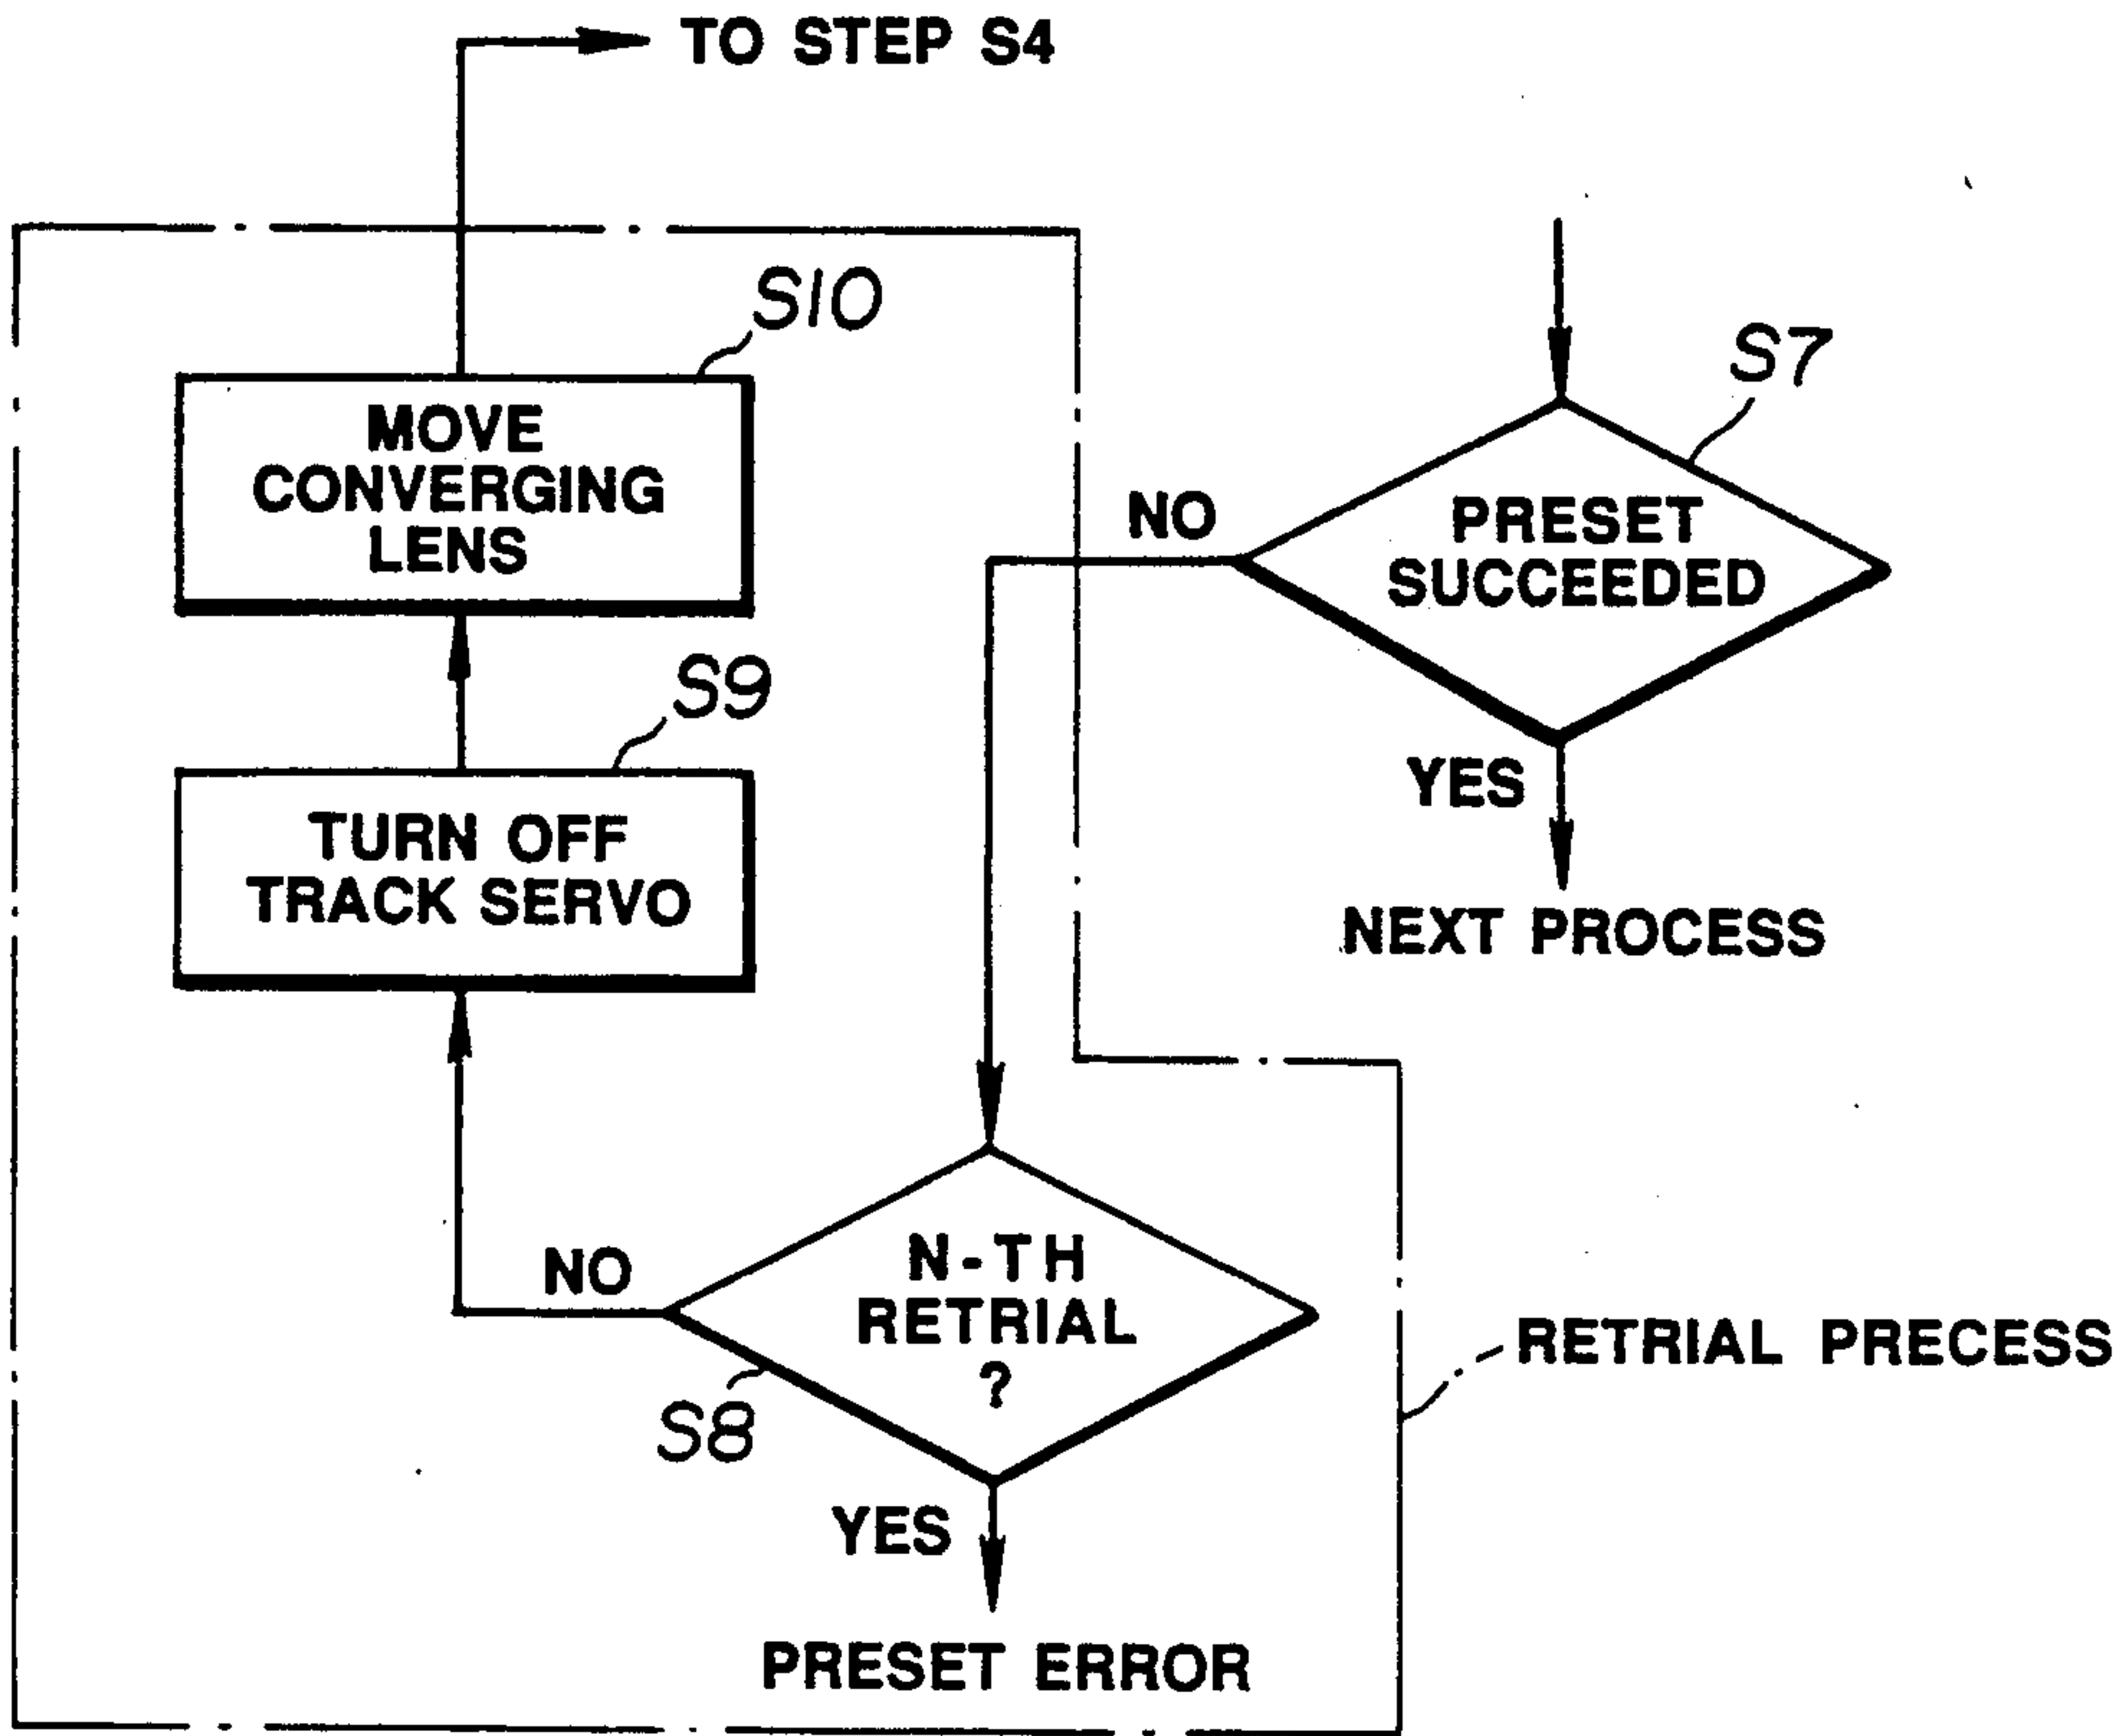 TO STEP S4
S10
MOVE
CONVERGING
LENS
S7
PRESET
SUCCEEDED
NO
YES
NEXT PROCESS
S9
TURN OFF
TRACK SERVO
N-TH
RETRIAL
?
NO
S8
YES
PRESET ERROR
RETRIAL PRECESS